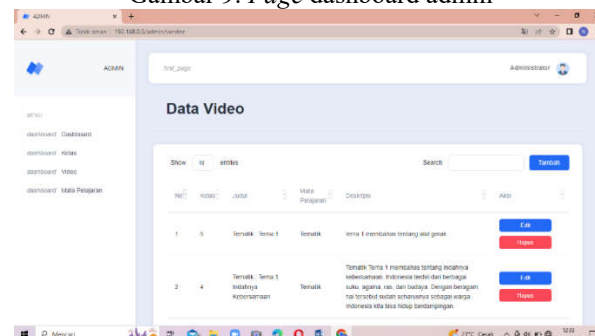 Gambar 9. Page dashboard admin
ADMIN
Tidak aman 192.168.0.5/admin/vendor
ADMIN
first_page
Administrator
MENU
Data Video
dashboard Dashboard
dashboard Kelas
dashboard Video
dashboard Mata Pelajaran
Show 10 entries
Search
Tambah
No Kelas Judul Mata Pelajaran Deskripsi Aksi
1 5 Tematik Tema 1 Tematik tema 1 membahas tentang alat gerak
Edit
Hapus
2 4 Tematik Tema 1 Indahnya Kebersamaan Tematik
Tematik Tema 1 membahas tentang indahnya
kebersamaan. Indonesia terdiri dari berbagai
suku, agama, ras, dan budaya. Dengan beragam
hal tersebut sudah seharusnya sebagai warga
Indonesia kita bisa hidup berdampingan.
Edit
Hapus
Mencari